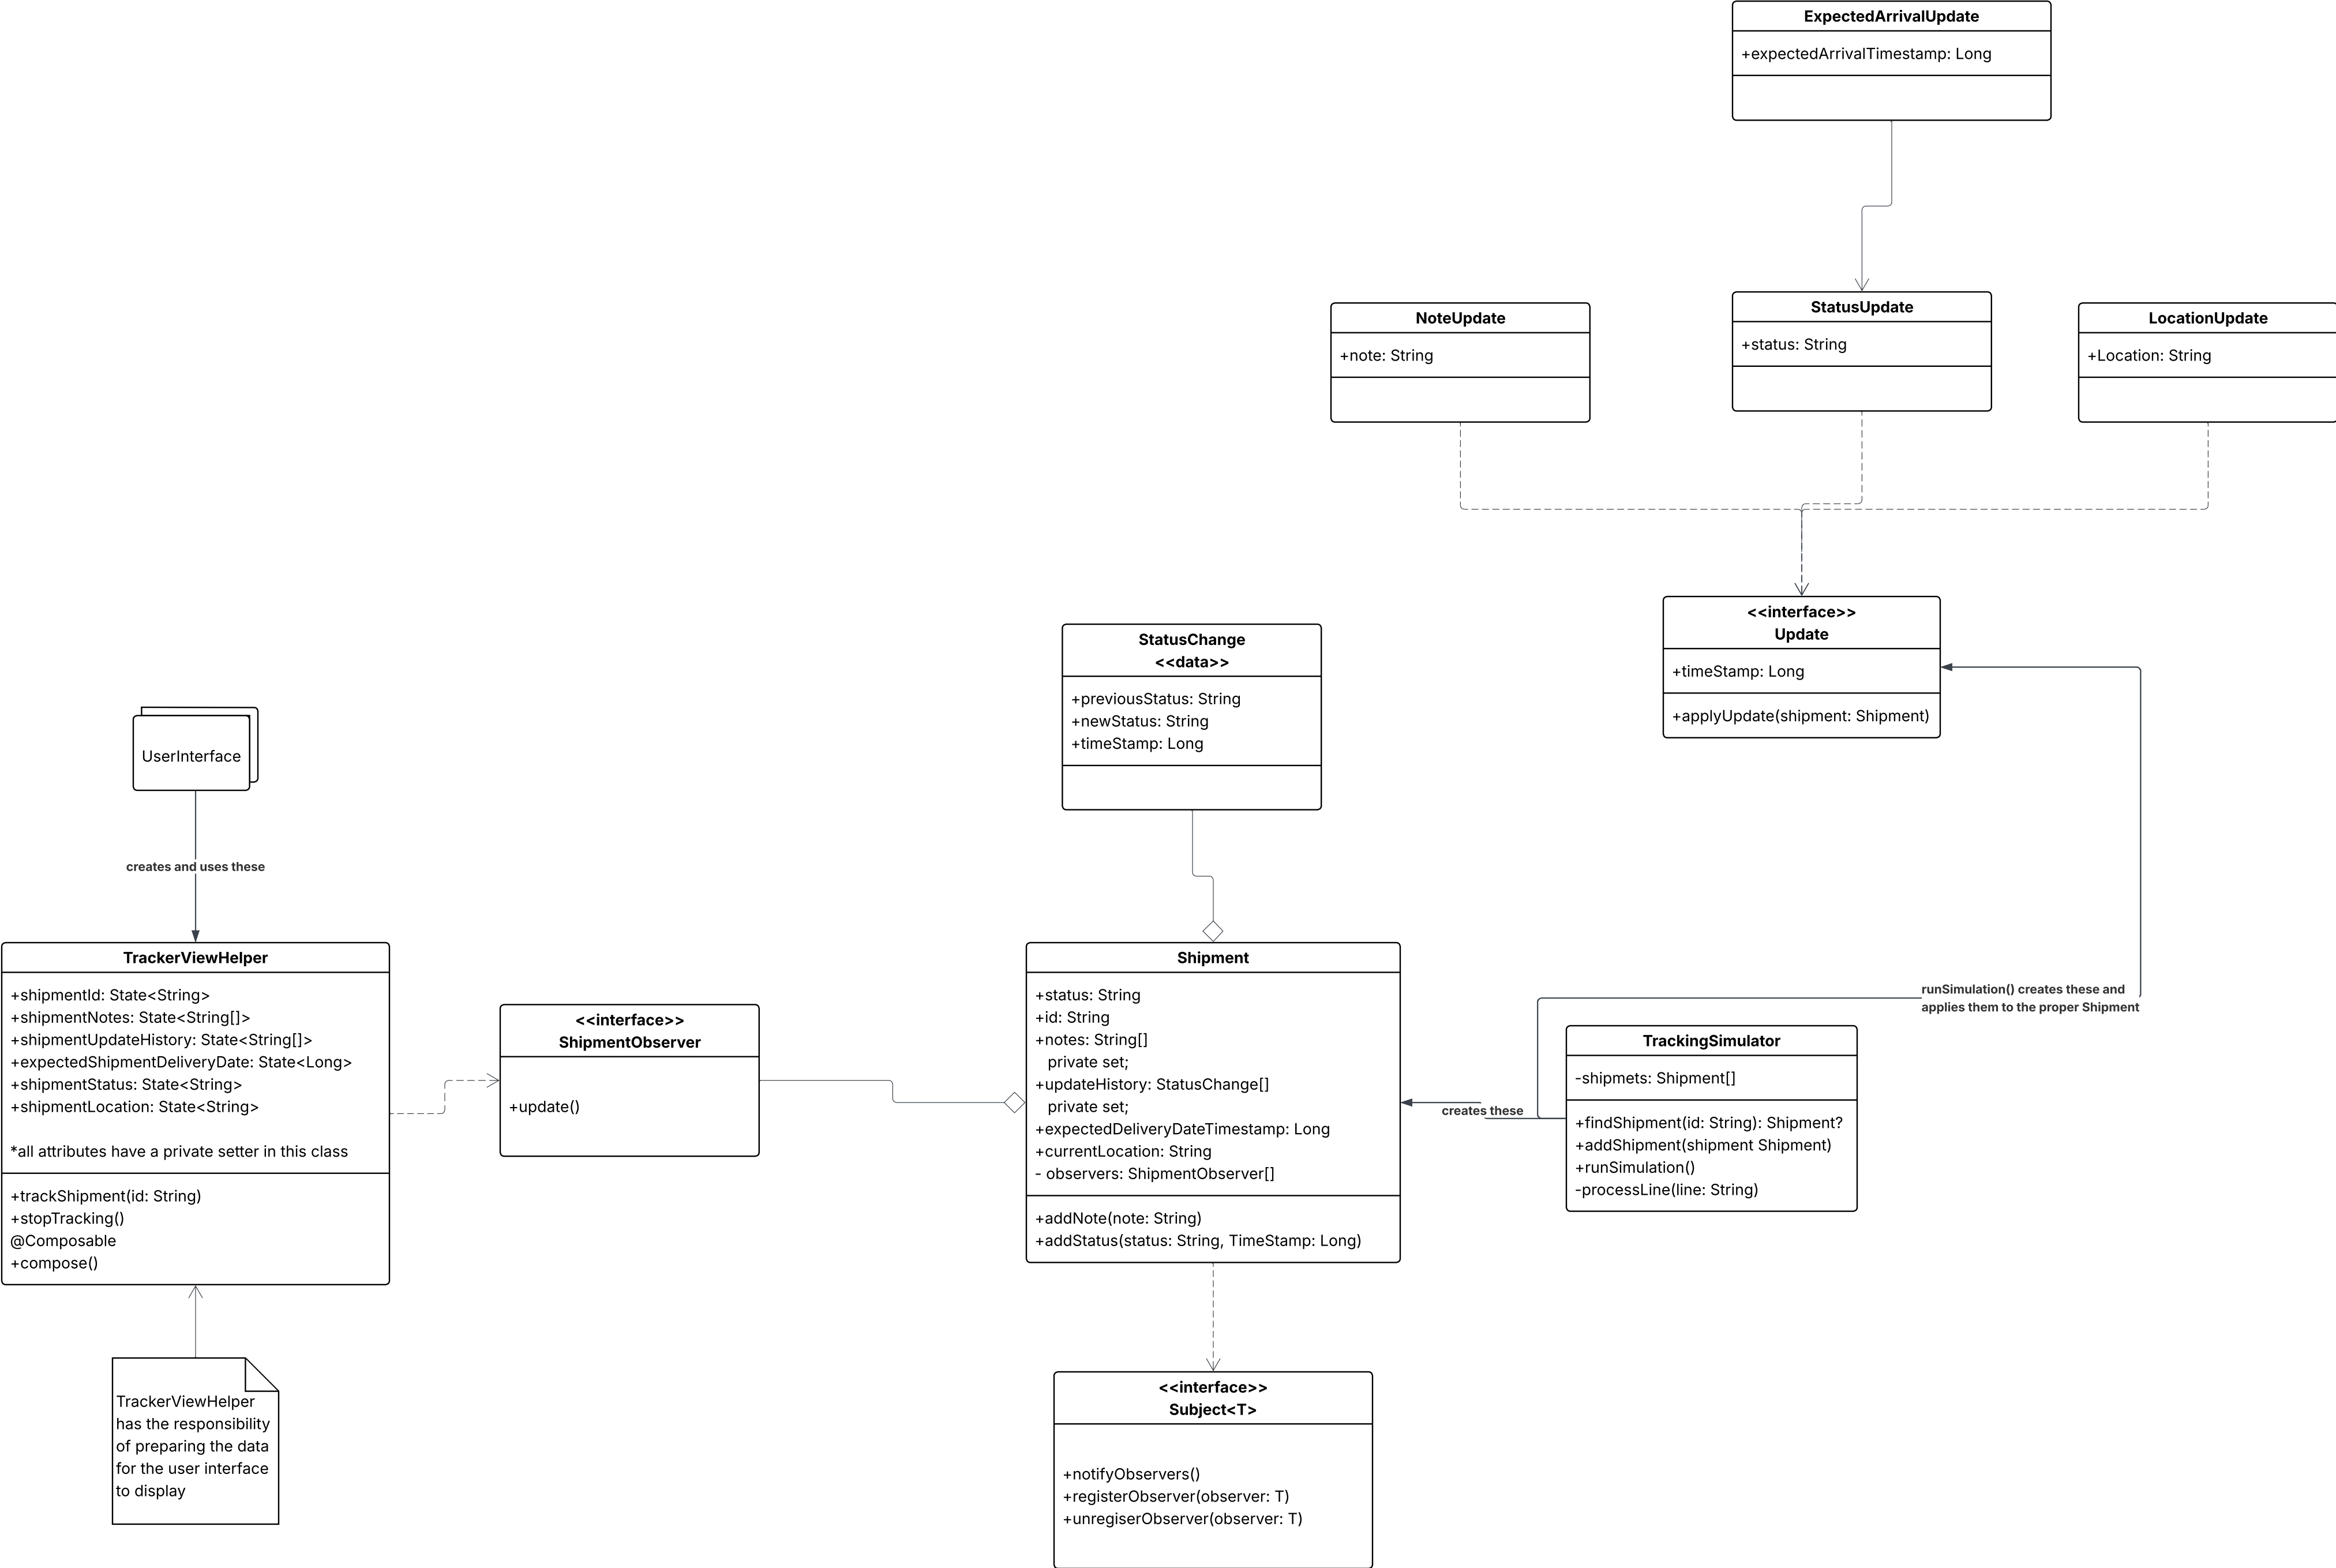 ExpectedArrivalUpdate
+expectedArrivalTimestamp: Long
NoteUpdate
+note: String
StatusUpdate
+status: String
LocationUpdate
+Location: String
<<interface>>
Update
+timeStamp: Long
+applyUpdate(shipment: Shipment)
StatusChange
<<data>>
+previousStatus: String
+newStatus: String
+timeStamp: Long
UserInterface
creates and uses these
TrackerViewHelper
+shipmentId: State<String>
+shipmentNotes: State<String[]>
+shipmentUpdateHistory: State<String[]>
+expectedShipmentDeliveryDate: State<Long>
+shipmentStatus: State<String>
+shipmentLocation: State<String>
*all attributes have a private setter in this class
+trackShipment(id: String)
+stopTracking()
@Composable
+compose()
<<interface>>
ShipmentObserver
+update()
Shipment
+status: String
+id: String
+notes: String[]
private set;
+updateHistory: StatusChange[]
private set;
+expectedDeliveryDateTimestamp: Long
+currentLocation: String
- observers: ShipmentObserver[]
+addNote(note: String)
+addStatus(status: String, TimeStamp: Long)
creates these
runSimulation() creates these and
applies them to the proper Shipment
TrackingSimulator
-shipmets: Shipment[]
+findShipment(id: String): Shipment?
+addShipment(shipment Shipment)
+runSimulation()
-processLine(line: String)
TrackerViewHelper
has the responsibility
of preparing the data
for the user interface
to display
<<interface>>
Subject<T>
+notifyObservers()
+registerObserver(observer: T)
+unregiserObserver(observer: T)